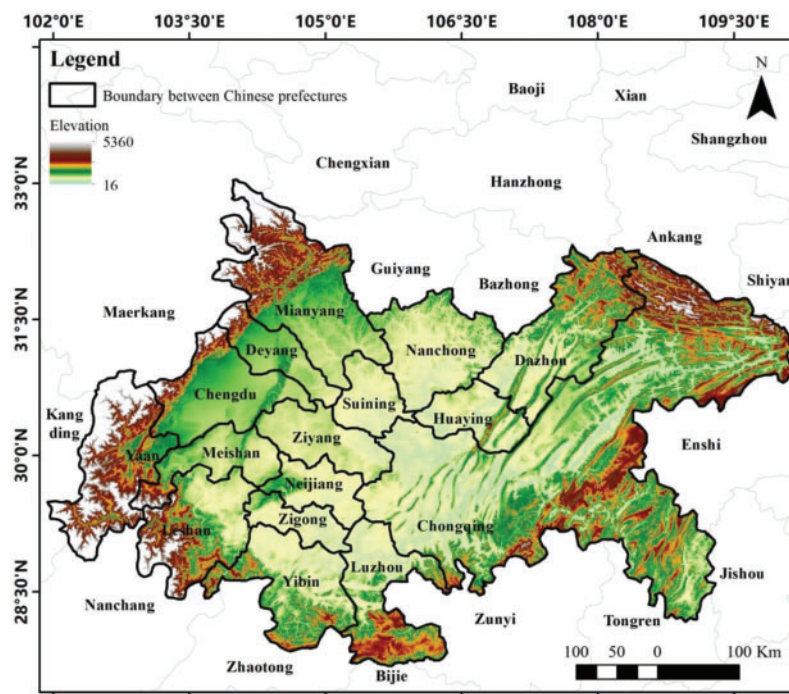 102°0'E 103°30'E 105°0'E 106°30'E 108°0'E 109°30'E
Legend
Boundary between Chinese prefectures
Elevation
5360
16
N
Baoji
Xian
Shangzhou
Chengxian
Hanzhong
33°0'N
Ankang
Guiyang
Bazhong
Shiyan
Maerkang
Mianyang
31°30'N
Deyang
Nanchong
Dazhou
Chengdu
Suining
Kang
ding
Huaying
Ziyang
Enshi
30°0'N
Yaan
Meishan
Neijiang
Zigong
Chongqing
Leshan
Luzhou
Yibin
Jishou
28°30'N
Nanchang
Zunyi
Tongren
Zhaotong
Bijie
100 50 0 100 Km